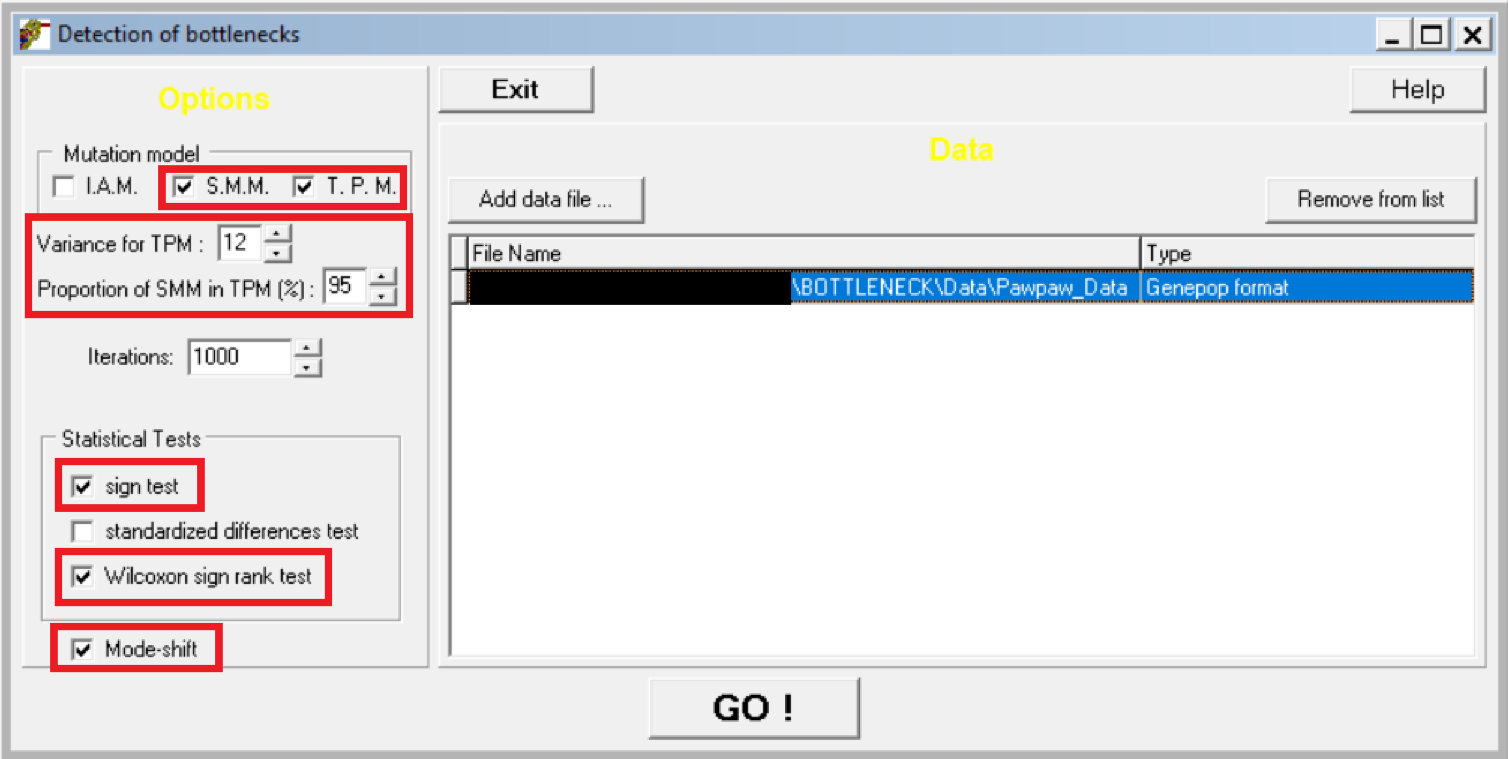 Detection of bottlenecks
Options
Mutation model
I.A.M. S.M.M. T. P. M.
Variance for TPM : 12
Proportion of SMM in TPM (%) : 95
Iterations: 1000
Statistical Tests
sign test
standardized differences test
Wilcoxon sign rank test
Mode-shift
Exit
Help
Data
Add data file ...
Remove from list
File Name Type
\BOTTLENECK\Data\Pawpaw_Data Genepop format
GO !